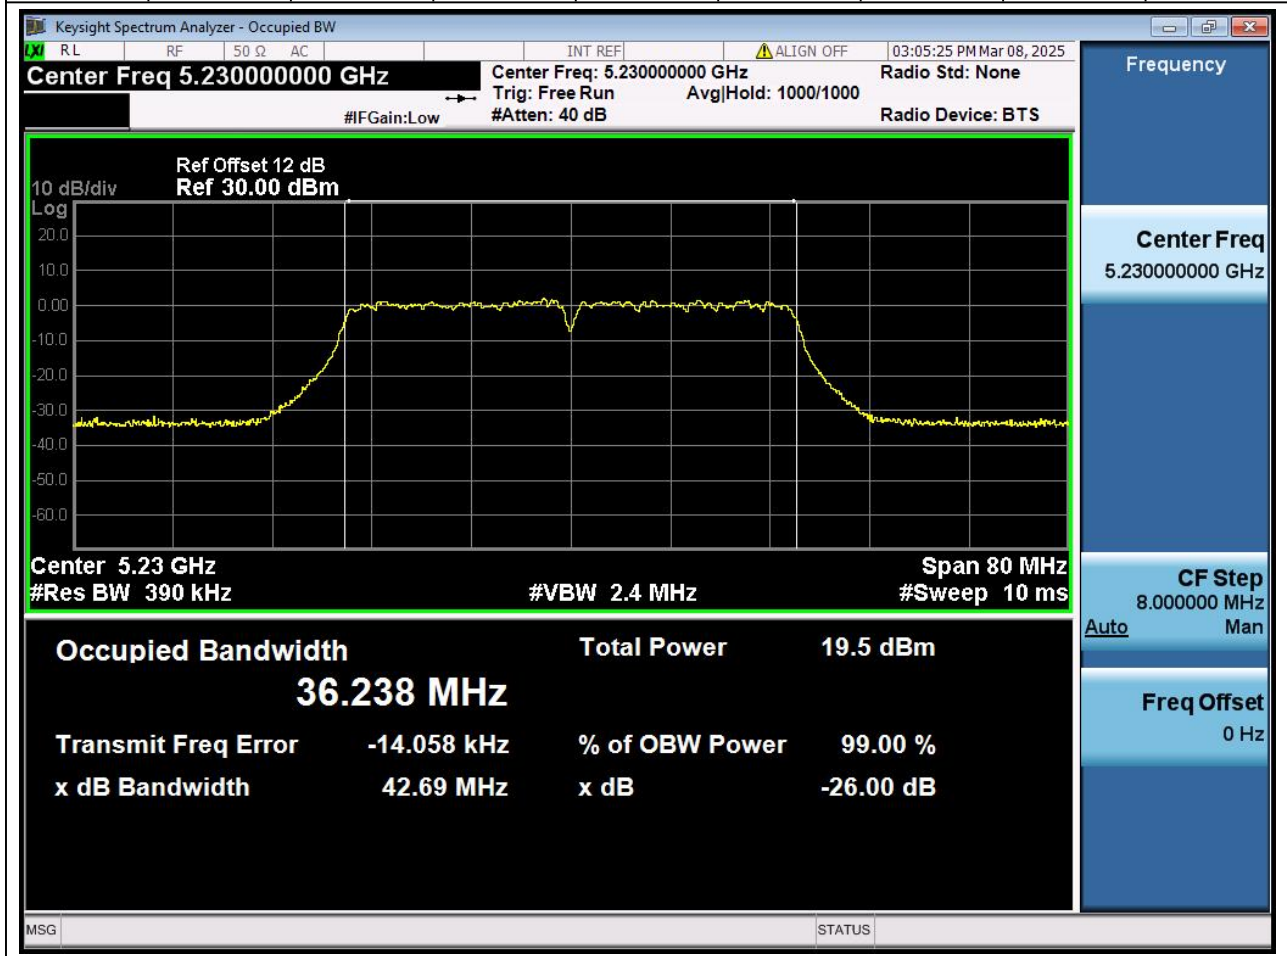 Keysight Spectrum Analyzer - Occupied BW
LXI RL RF 50 Ω AC INT REF ALIGN OFF 03:05:25 PM Mar 08, 2025
Center Freq 5.230000000 GHz
Center Freq: 5.230000000 GHz
Radio Std: None
Trig: Free Run Avg|Hold: 1000/1000
#IFGain:Low
#Atten: 40 dB
Radio Device: BTS
Ref Offset 12 dB
10 dB/div Ref 30.00 dBm
Log
20.0
10.0
0.00
-10.0
-20.0
-30.0
-40.0
-50.0
-60.0
Center 5.23 GHz Span 80 MHz
#Res BW 390 kHz #VBW 2.4 MHz #Sweep 10 ms
Occupied Bandwidth Total Power 19.5 dBm
36.238 MHz
Transmit Freq Error -14.058 kHz % of OBW Power 99.00 %
x dB Bandwidth 42.69 MHz x dB -26.00 dB
Frequency
Center Freq
5.230000000 GHz
CF Step
8.000000 MHz
Auto Man
Freq Offset
0 Hz
MSG STATUS